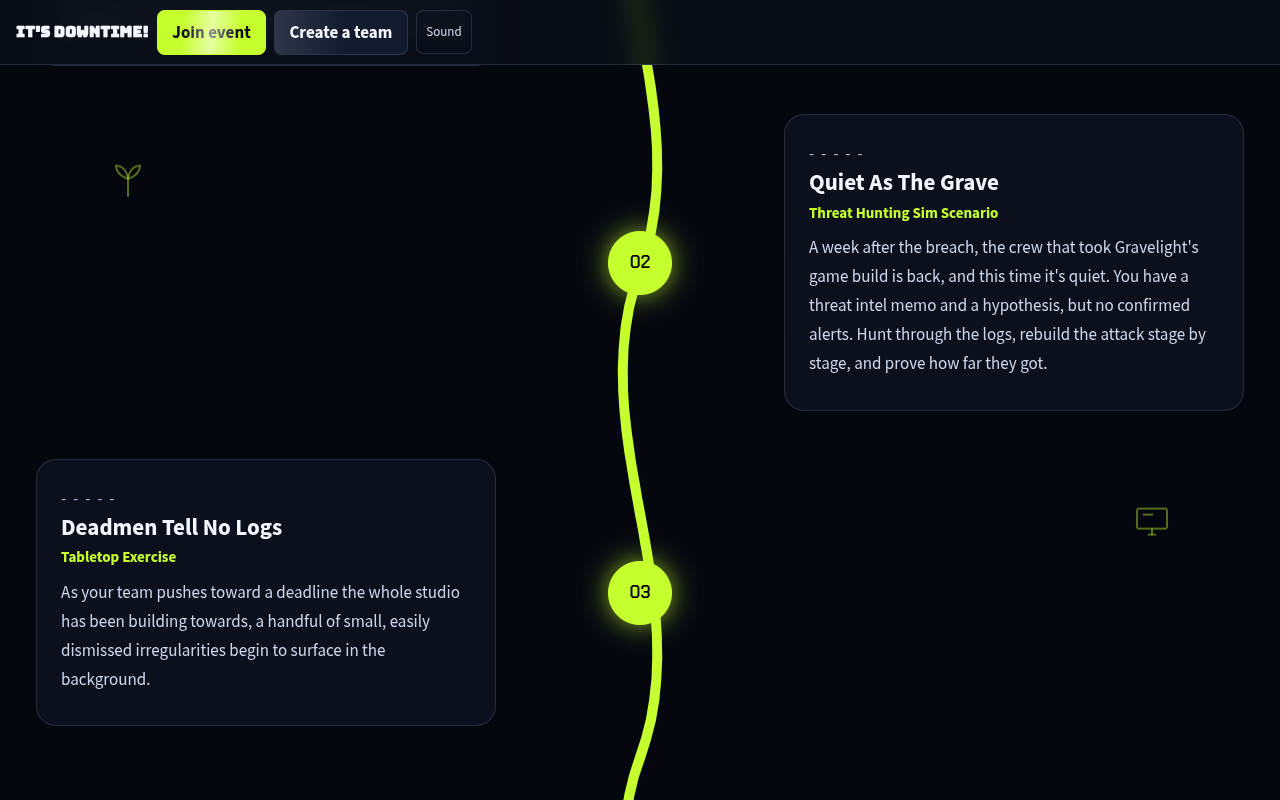 IT'S DOWNTIME!
Join event
Create a team
Sound
- - - - -
Quiet As The Grave
Threat Hunting Sim Scenario
A week after the breach, the crew that took Gravelight's
game build is back, and this time it's quiet. You have a
threat intel memo and a hypothesis, but no confirmed
alerts. Hunt through the logs, rebuild the attack stage by
stage, and prove how far they got.
02
- - - - -
Deadmen Tell No Logs
Tabletop Exercise
As your team pushes toward a deadline the whole studio
has been building towards, a handful of small, easily
dismissed irregularities begin to surface in the
background.
03